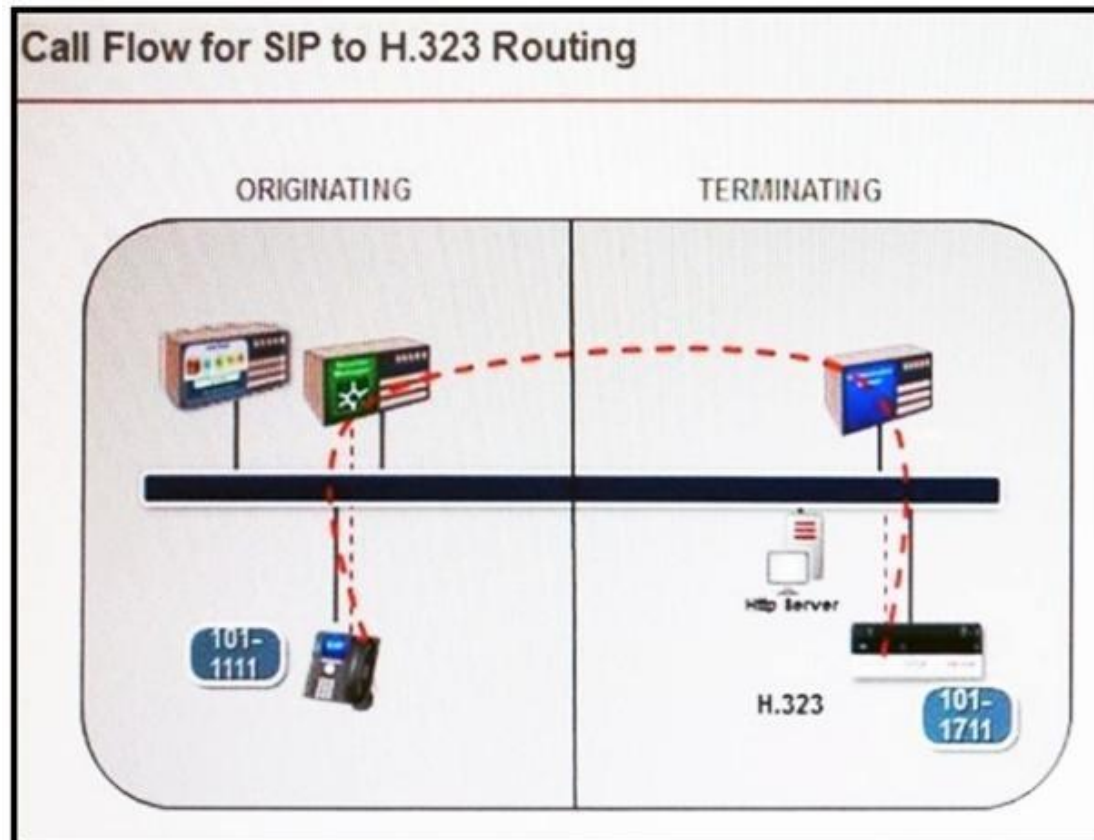 Call Flow for SIP to H.323 Routing
ORIGINATING
TERMINATING
Http Server
101-
1111
H.323
101-
1711